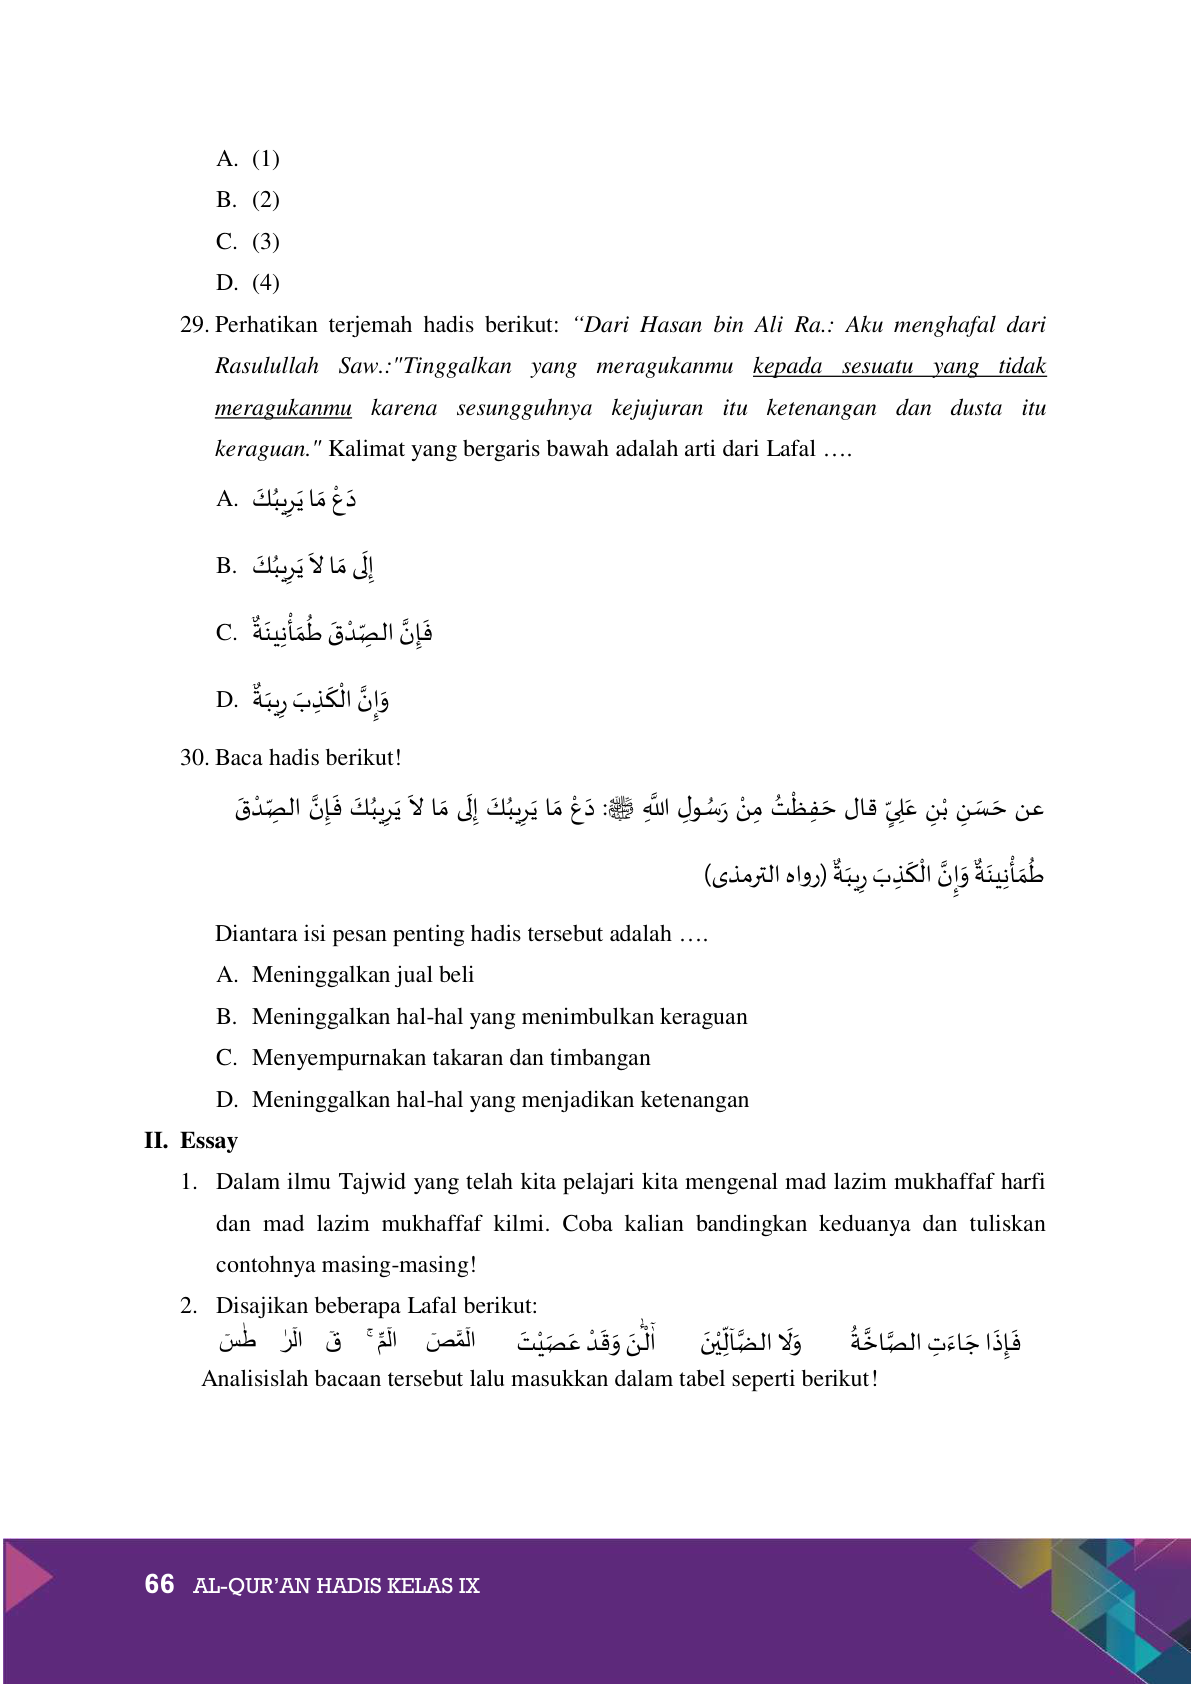 A. (1)
B. (2)
C. (3)
D. (4)
29. Perhatikan terjemah hadis berikut: “Dari Hasan bin Ali Ra.: Aku menghafal dari
Rasulullah Saw.:"Tinggalkan yang meragukanmu kepada sesuatu yang tidak
meragukanmu karena sesungguhnya kejujuran itu ketenangan dan dusta itu
keraguan." Kalimat yang bergaris bawah adalah arti dari Lafal ….
A. دَعْ مَا يَرِيبُكَ
B. إِلَى مَا لاَ يَرِيبُكَ
C. فَإِنَّ الصِّدْقَ طُمَأْنِينَةٌ
D. وَإِنَّ الْكَذِبَ رِيبَةٌ
30. Baca hadis berikut!
عن حَسَنِ بْنِ عَلِيٍّ قال حَفِظْتُ مِنْ رَسُولِ اللَّهِ ﷺ: دَعْ مَا يَرِيبُكَ إِلَى مَا لاَ يَرِيبُكَ فَإِنَّ الصِّدْقَ
طُمَأْنِينَةٌ وَإِنَّ الْكَذِبَ رِيبَةٌ (رواه الترمذى)
Diantara isi pesan penting hadis tersebut adalah ….
A. Meninggalkan jual beli
B. Meninggalkan hal-hal yang menimbulkan keraguan
C. Menyempurnakan takaran dan timbangan
D. Meninggalkan hal-hal yang menjadikan ketenangan
II. Essay
1. Dalam ilmu Tajwid yang telah kita pelajari kita mengenal mad lazim mukhaffaf harfi
dan mad lazim mukhaffaf kilmi. Coba kalian bandingkan keduanya dan tuliskan
contohnya masing-masing!
2. Disajikan beberapa Lafal berikut:
فَإِذَا جَاءَتِ الصَّاخَّةُ وَلَا الضَّاۤلِّيْنَ اٰۤلْـٰٔنَ وَقَدْ عَصَيْتَ الۤمّۤصۤ الۤمّۤ ۚ قۤ الۤرٰ طٰسۤ
Analisislah bacaan tersebut lalu masukkan dalam tabel seperti berikut!
66 AL-QUR’AN HADIS KELAS IX